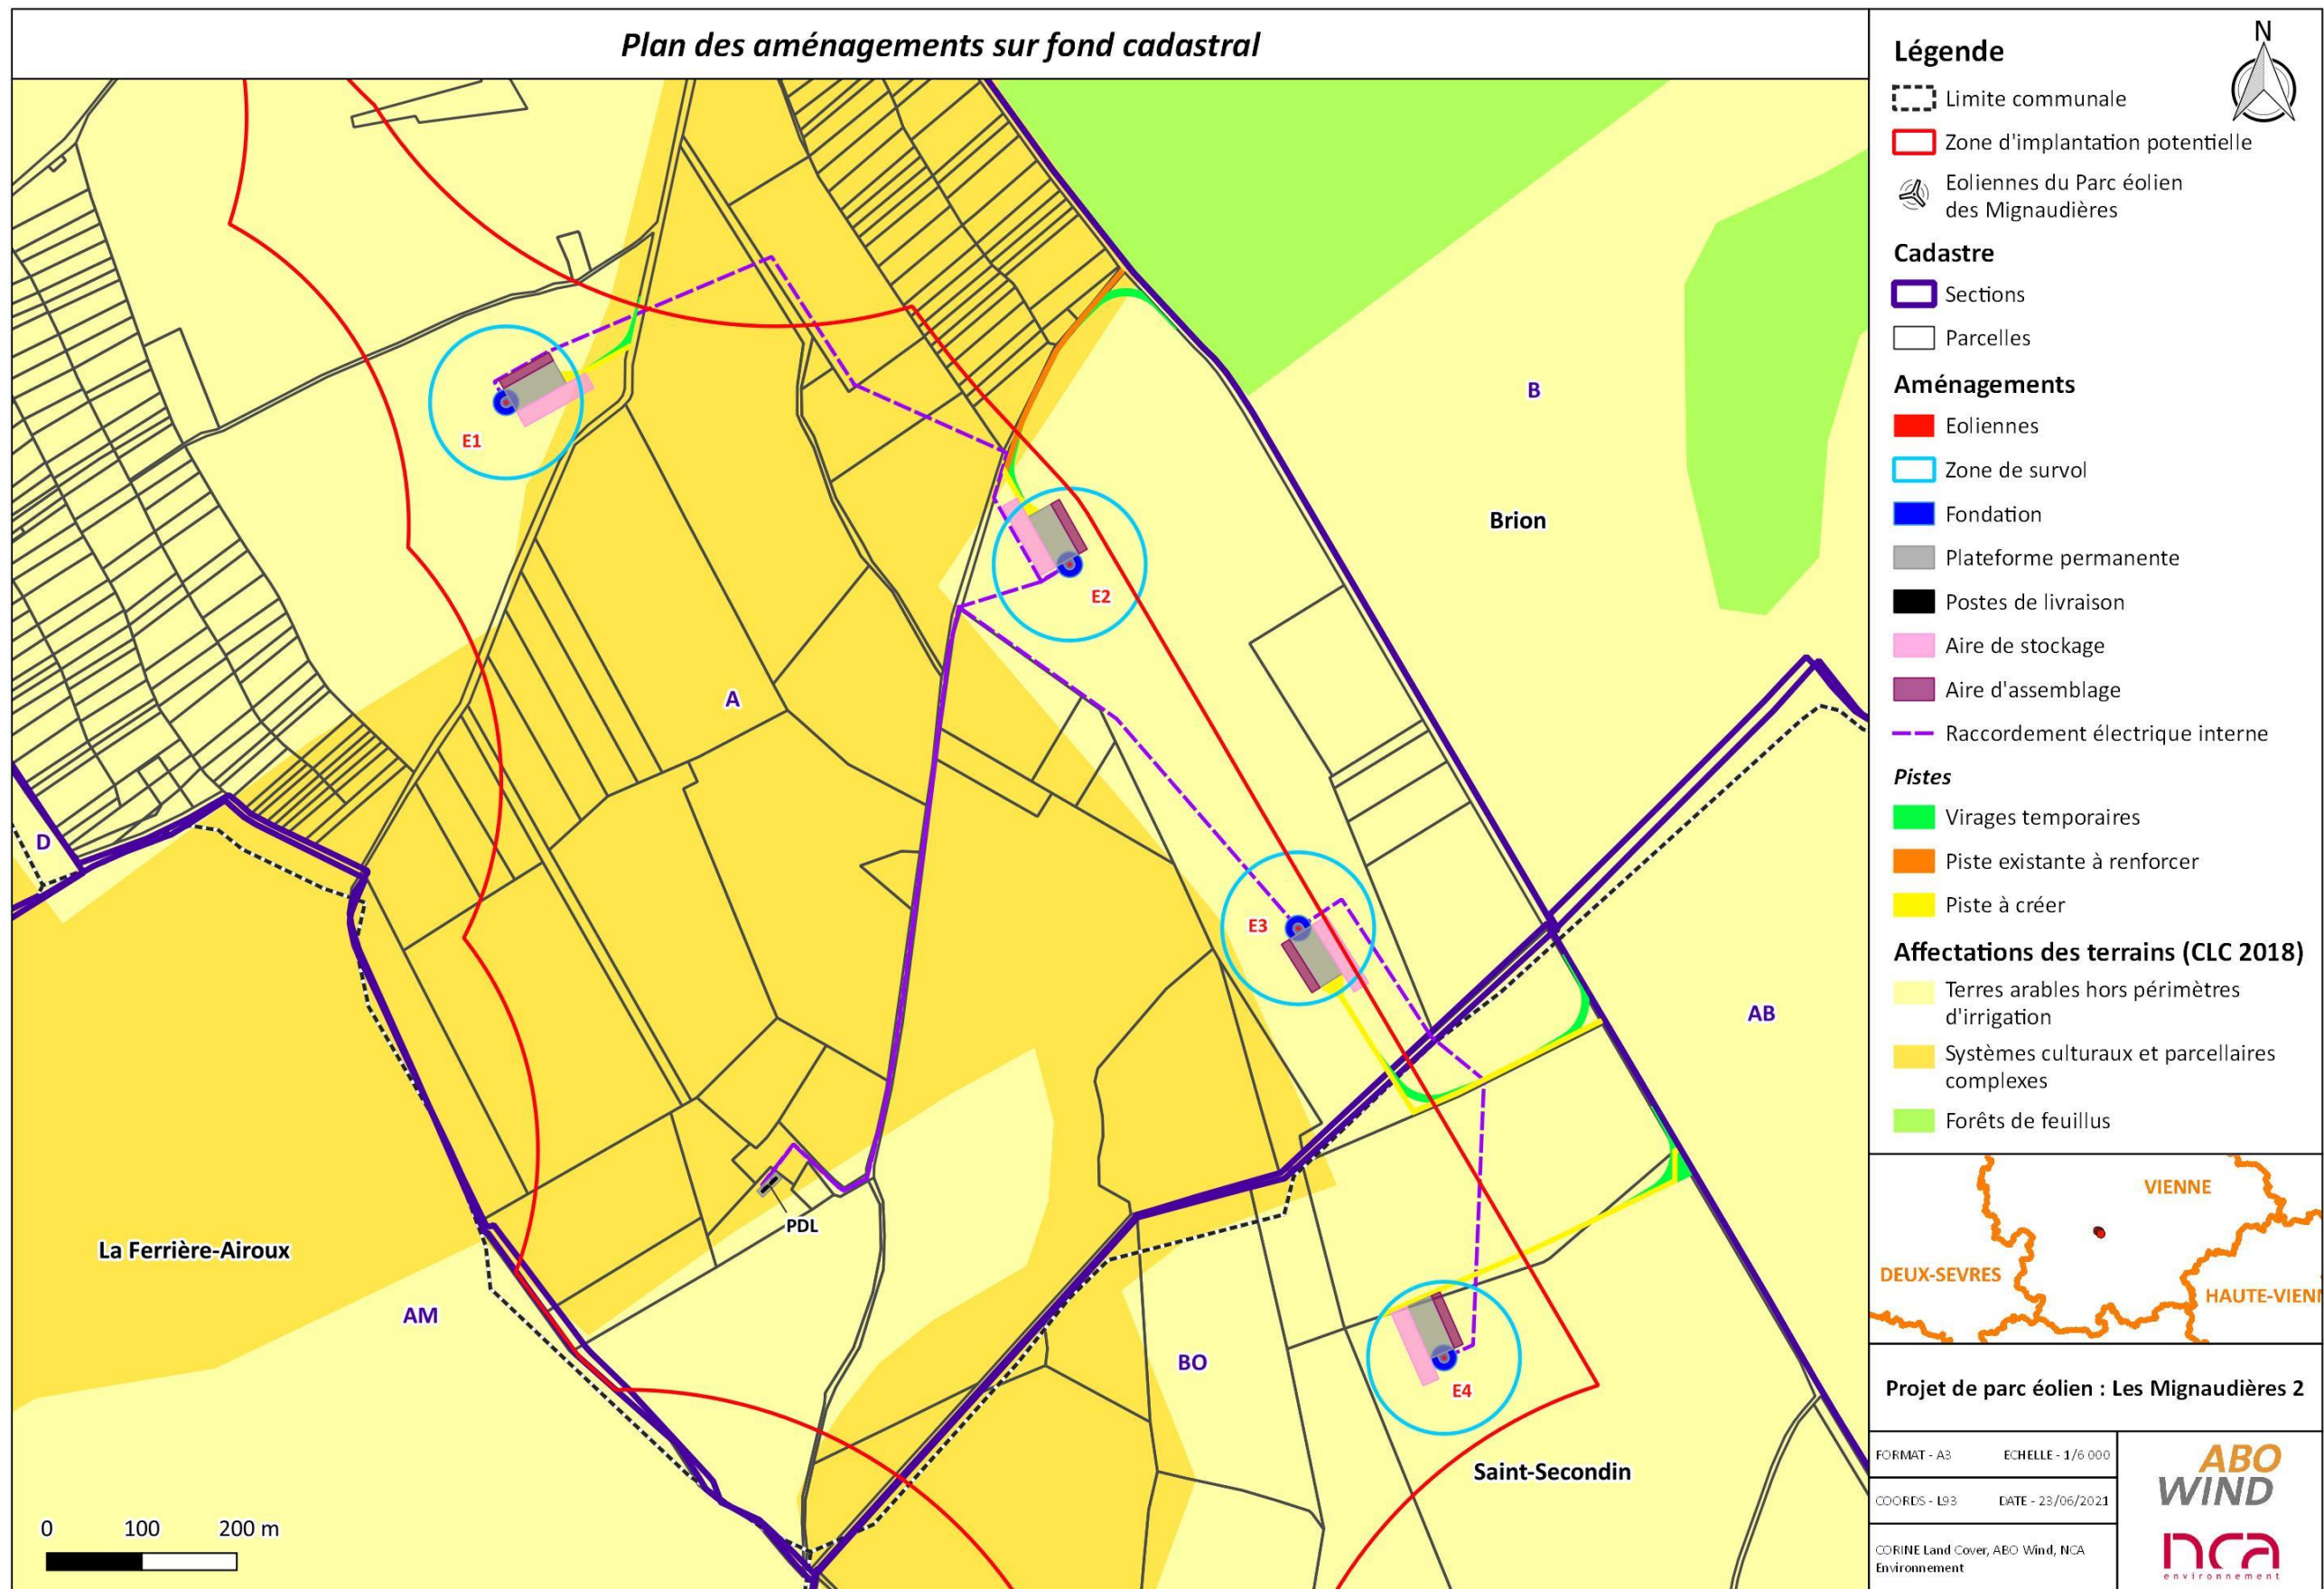 Plan des aménagements sur fond cadastral
E1
E2
B
Brion
A
D
E3
AB
PDL
La Ferrière-Airoux
AM
BO
E4
Saint-Secondin
0 100 200 m
Légende
N
Limite communale
Zone d'implantation potentielle
Eoliennes du Parc éolien
des Mignaudières
Cadastre
Sections
Parcelles
Aménagements
Eoliennes
Zone de survol
Fondation
Plateforme permanente
Postes de livraison
Aire de stockage
Aire d'assemblage
Raccordement électrique interne
Pistes
Virages temporaires
Piste existante à renforcer
Piste à créer
Affectations des terrains (CLC 2018)
Terres arables hors périmètres
d'irrigation
Systèmes culturaux et parcellaires
complexes
Forêts de feuillus
VIENNE
DEUX-SEVRES
HAUTE-VIENN
Projet de parc éolien : Les Mignaudières 2
FORMAT - A3 ECHELLE - 1/6 000
COORDS - L93 DATE - 23/06/2021
CORINE Land Cover, ABO Wind, NCA
Environnement
ABO
WIND
nca
environnement